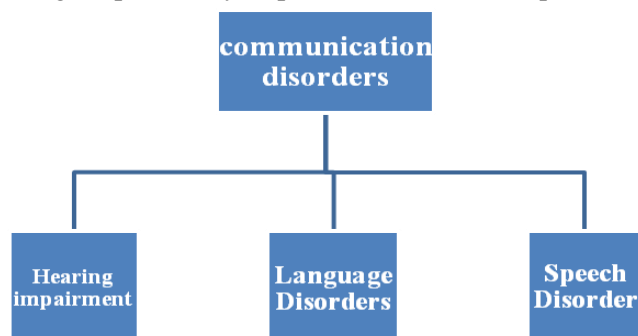 communication
disorders
Hearing
impairment
Language
Disorders
Speech
Disorder